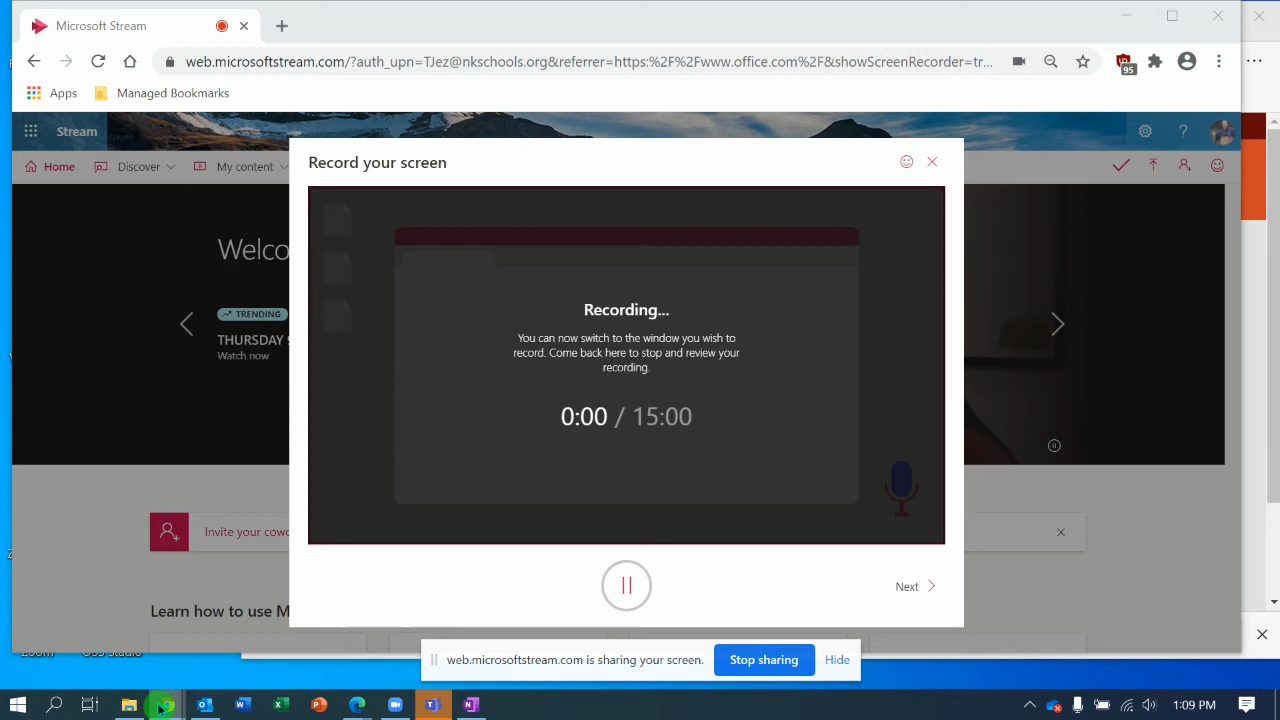 Microsoft Stream
web.microsoftstream.com/?auth_upn=TJez@nkschools.org&referrer=https:%2F%2Fwww.office.com%2F&showScreenRecorder=tr...
95
Apps
Managed Bookmarks
Stream
Home
Discover
My content
Record your screen
Welco
TRENDING
THURSDAY
Watch now
Recording...
You can now switch to the window you wish to
record. Come back here to stop and review your
recording.
0:00 / 15:00
Invite your cow
Next
Learn how to use M
Zoom
OBS Studio
web.microsoftstream.com is sharing your screen.
Stop sharing
Hide
1:09 PM